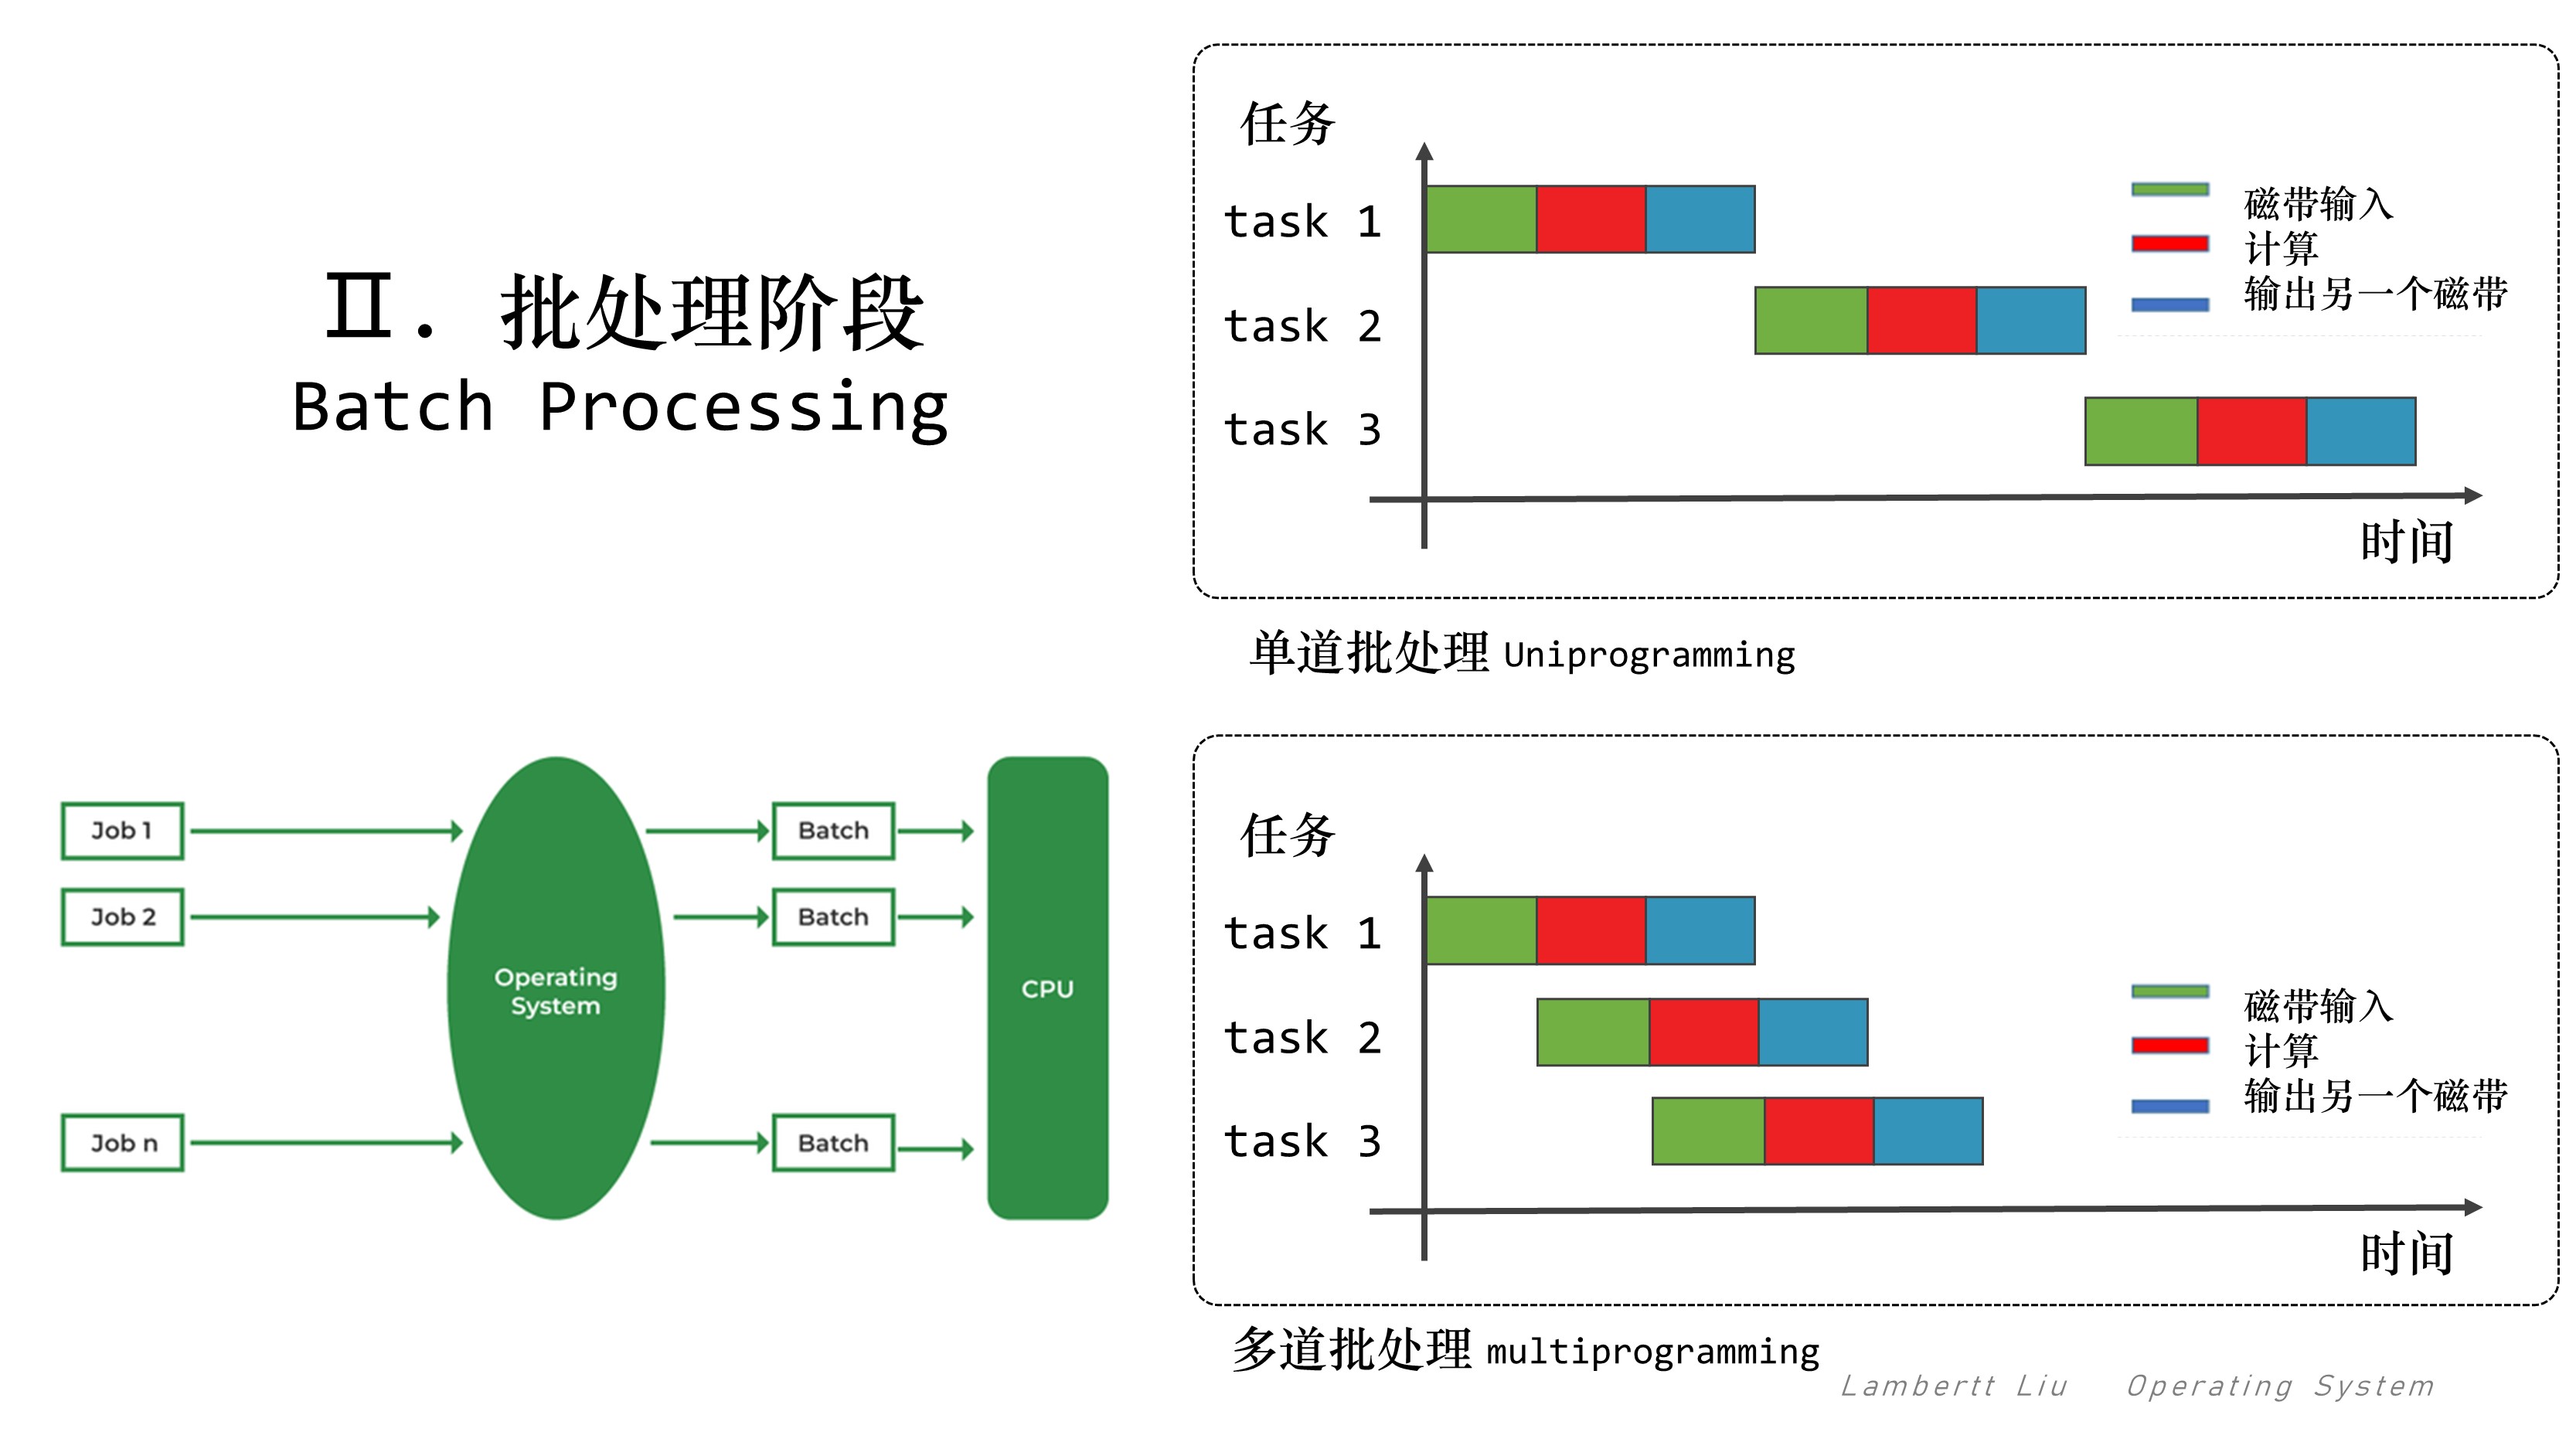 Ⅱ. 批处理阶段
Batch Processing
Job 1
Job 2
Job n
Operating
System
Batch
Batch
Batch
CPU
任务
task 1
task 2
task 3
磁带输入
计算
输出另一个磁带
时间
单道批处理 Uniprogramming
任务
task 1
task 2
task 3
磁带输入
计算
输出另一个磁带
时间
多道批处理 multiprogramming
Lambertt Liu Operating System